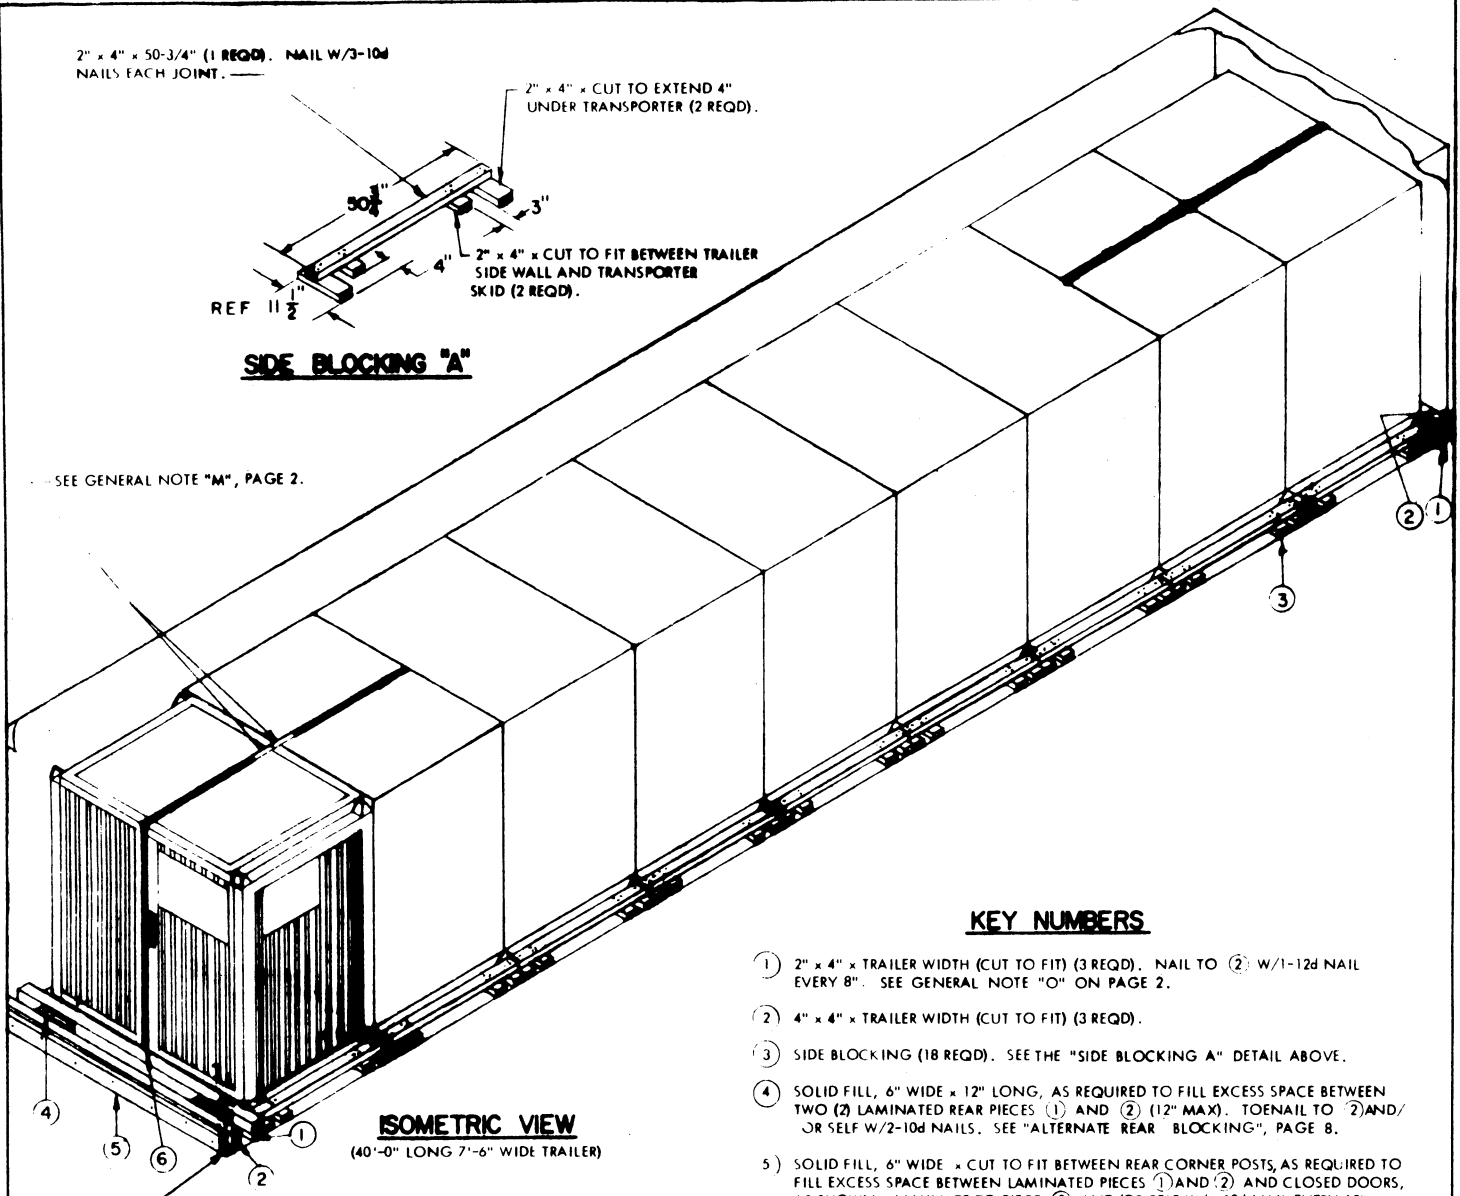 2" x 4" x 50-3/4" (1 REQD). NAIL W/3-10d
NAILS EACH JOINT.
2" x 4" x CUT TO EXTEND 4"
UNDER TRANSPORTER (2 REQD).
50 3/4"
3"
4"
2" x 4" x CUT TO FIT BETWEEN TRAILER
SIDE WALL AND TRANSPORTER
SKID (2 REQD).
REF 11 1/2"
SIDE BLOCKING "A"
SEE GENERAL NOTE "M", PAGE 2.
2 1
3
KEY NUMBERS
1 2" x 4" x TRAILER WIDTH (CUT TO FIT) (3 REQD). NAIL TO 2 W/1-12d NAIL
EVERY 8". SEE GENERAL NOTE "O" ON PAGE 2.
2 4" x 4" x TRAILER WIDTH (CUT TO FIT) (3 REQD).
3 SIDE BLOCKING (18 REQD). SEE THE "SIDE BLOCKING A" DETAIL ABOVE.
4 SOLID FILL, 6" WIDE x 12" LONG, AS REQUIRED TO FILL EXCESS SPACE BETWEEN
TWO (2) LAMINATED REAR PIECES 1 AND 2 (12" MAX). TOENAIL TO 2 AND/
OR SELF W/2-10d NAILS. SEE "ALTERNATE REAR BLOCKING", PAGE 8.
5) SOLID FILL, 6" WIDE x CUT TO FIT BETWEEN REAR CORNER POSTS, AS REQUIRED TO
FILL EXCESS SPACE BETWEEN LAMINATED PIECES 1 AND 2 AND CLOSED DOORS,
4
5
6
2
1
ISOMETRIC VIEW
(40'-0" LONG 7'-6" WIDE TRAILER)